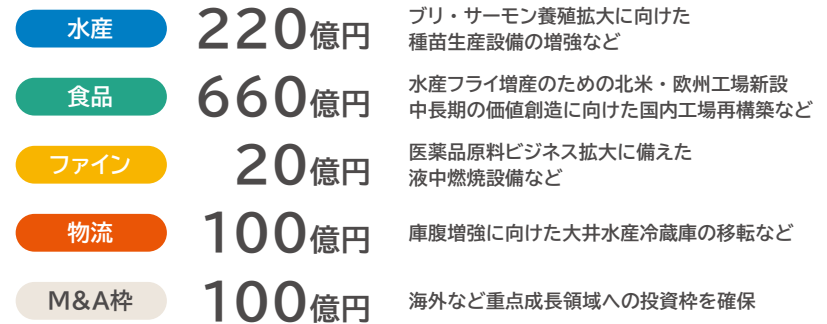 水産
220億円
ブリ・サーモン養殖拡大に向けた
種苗生産設備の増強など
食品
660億円
水産フライ増産のための北米・欧州工場新設
中長期の価値創造に向けた国内工場再構築など
ファイン
20億円
医薬品原料ビジネス拡大に備えた
液中燃焼設備など
物流
100億円
庫腹増強に向けた大井水産冷蔵庫の移転など
M&A枠
100億円
海外など重点成長領域への投資枠を確保